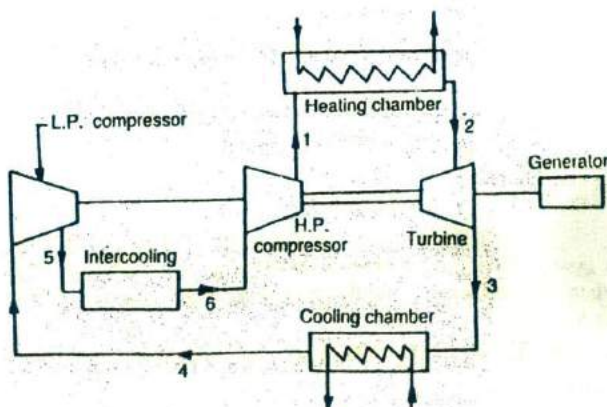 Heating chamber
L.P. compressor
1
2
Generator
H.P.
compressor
Turbine
5
Intercooling
6
3
Cooling chamber
4